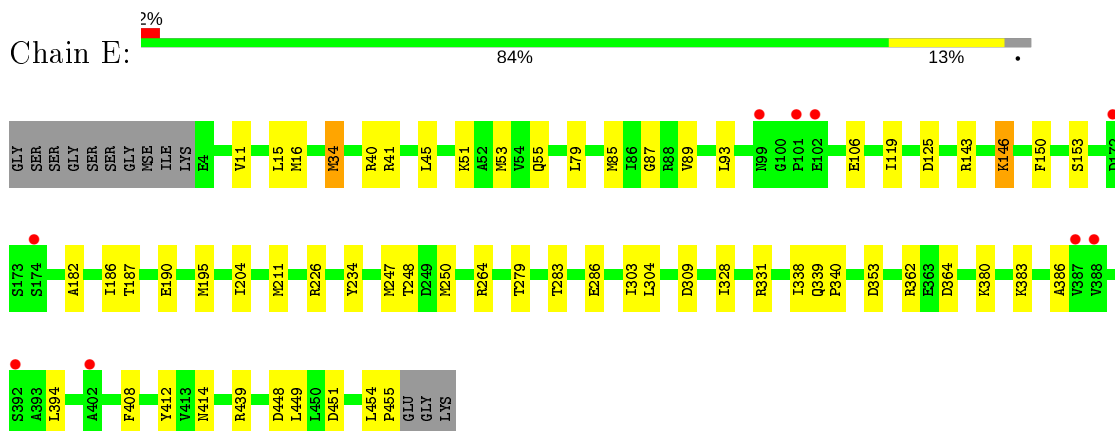 2%
Chain E:
84% 13% •
GLY SER SER GLY SER SER GLY MSE ILE LYS E4 V11 L15 M16 M34 R40 R41 L45 K51 A52 M53 V54 Q55 L79 M85 I86 G87 R88 V89 L93 N99 G100 P101 E102 E106 I119 D125 R143 K146 F150 S153 D172
S173 S174 A182 I186 T187 E190 M195 I204 M211 R226 Y234 M247 T248 D249 M250 R264 T279 T283 E286 I303 L304 D309 I328 R331 I338 Q339 P340 D353 R362 E363 D364 K380 K383 A386 V387 V388
S392 A393 L394 A402 F408 Y412 V413 N414 R439 D448 L449 L450 D451 L454 P455 GLU GLY LYS